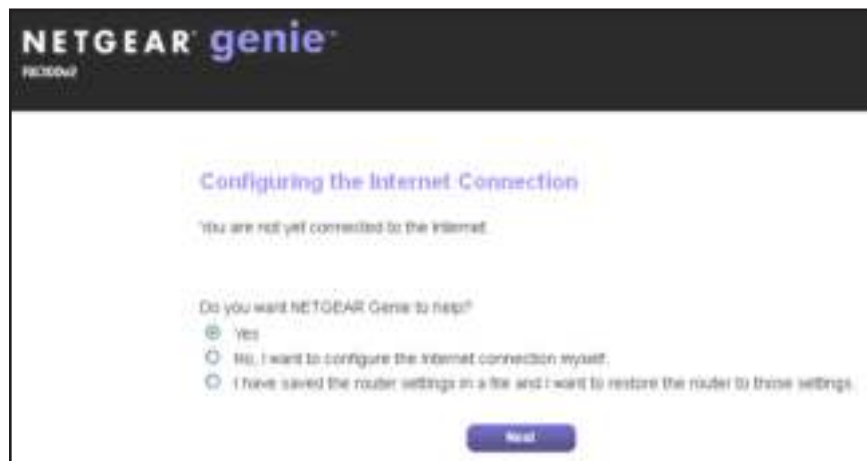 NETGEAR® genie™
Configuring the Internet Connection
You are not yet connected to the Internet.
Do you want NETGEAR Genie to help?
Yes
No, I want to configure the Internet connection myself.
I have saved the router settings in a file and I want to restore the router to those settings.
Next